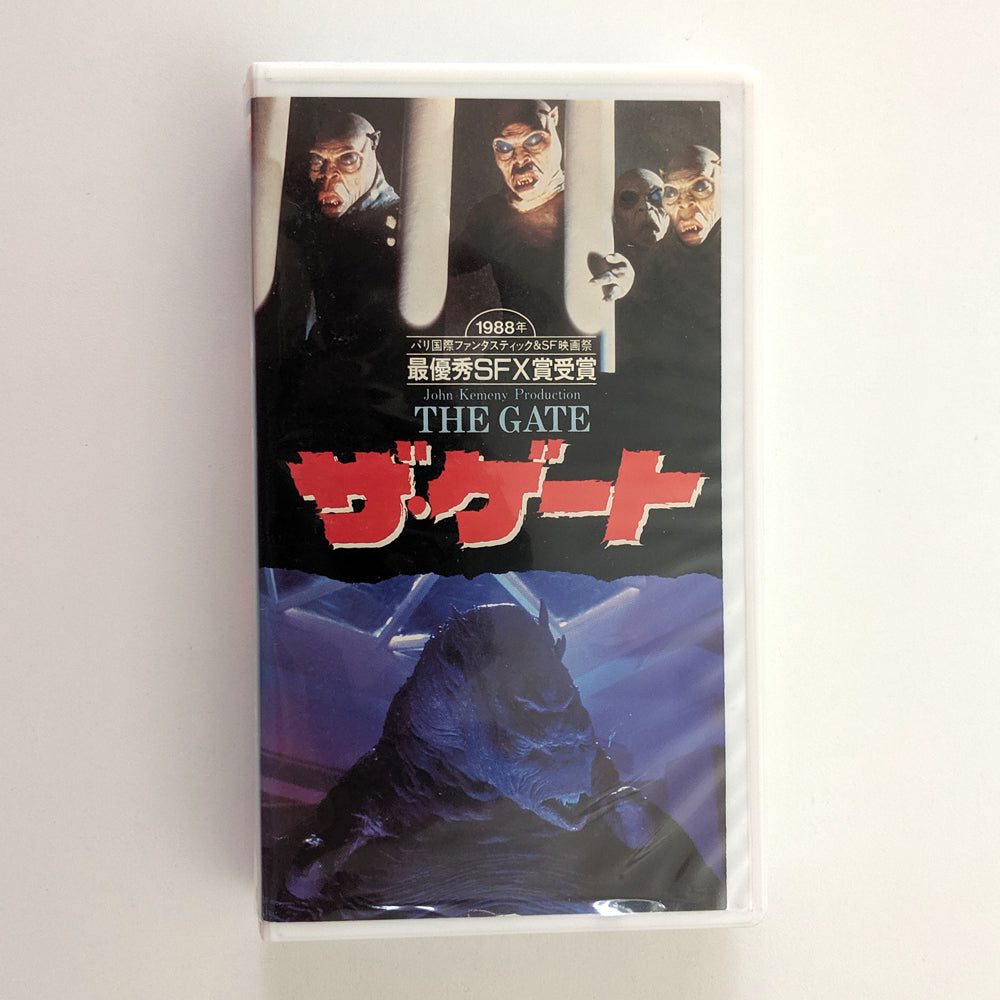 1988年
パリ国際ファンタスティック&SF映画祭
最優秀SFX賞受賞
John Kemeny Production
THE GATE
ザ・ゲート